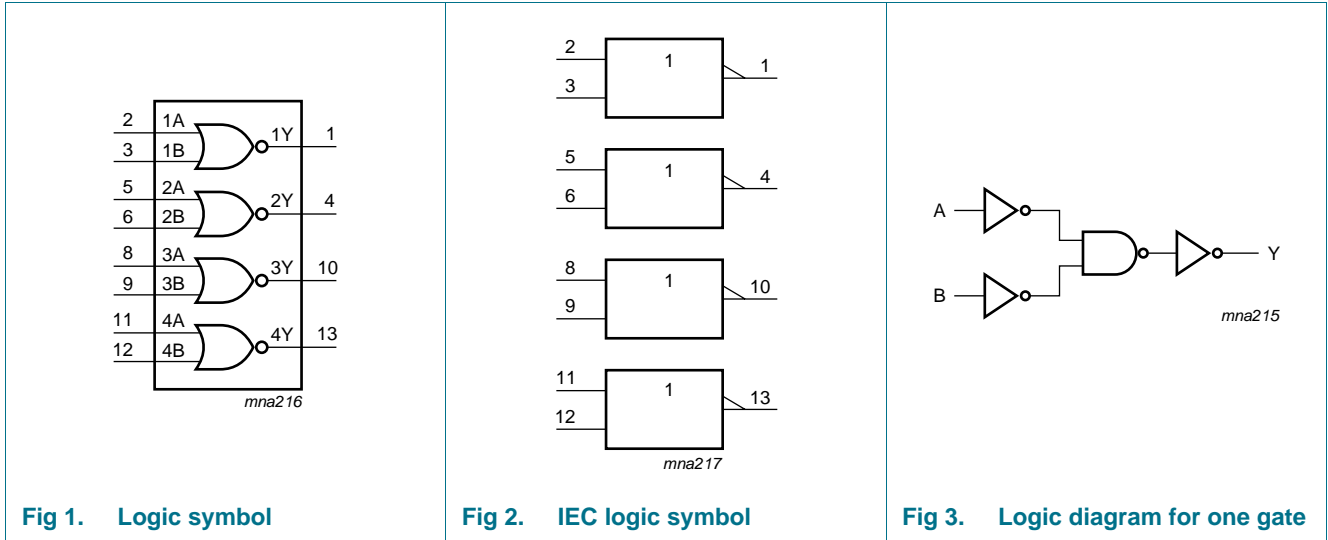 2 1A 1Y 1
3 1B
5 2A 2Y 4
6 2B
8 3A 3Y 10
9 3B
11 4A 4Y 13
12 4B
mna216
Fig 1. Logic symbol
2 1 1
3
5 1 4
6
8 1 10
9
11 1 13
12
mna217
Fig 2. IEC logic symbol
A
Y
B
mna215
Fig 3. Logic diagram for one gate